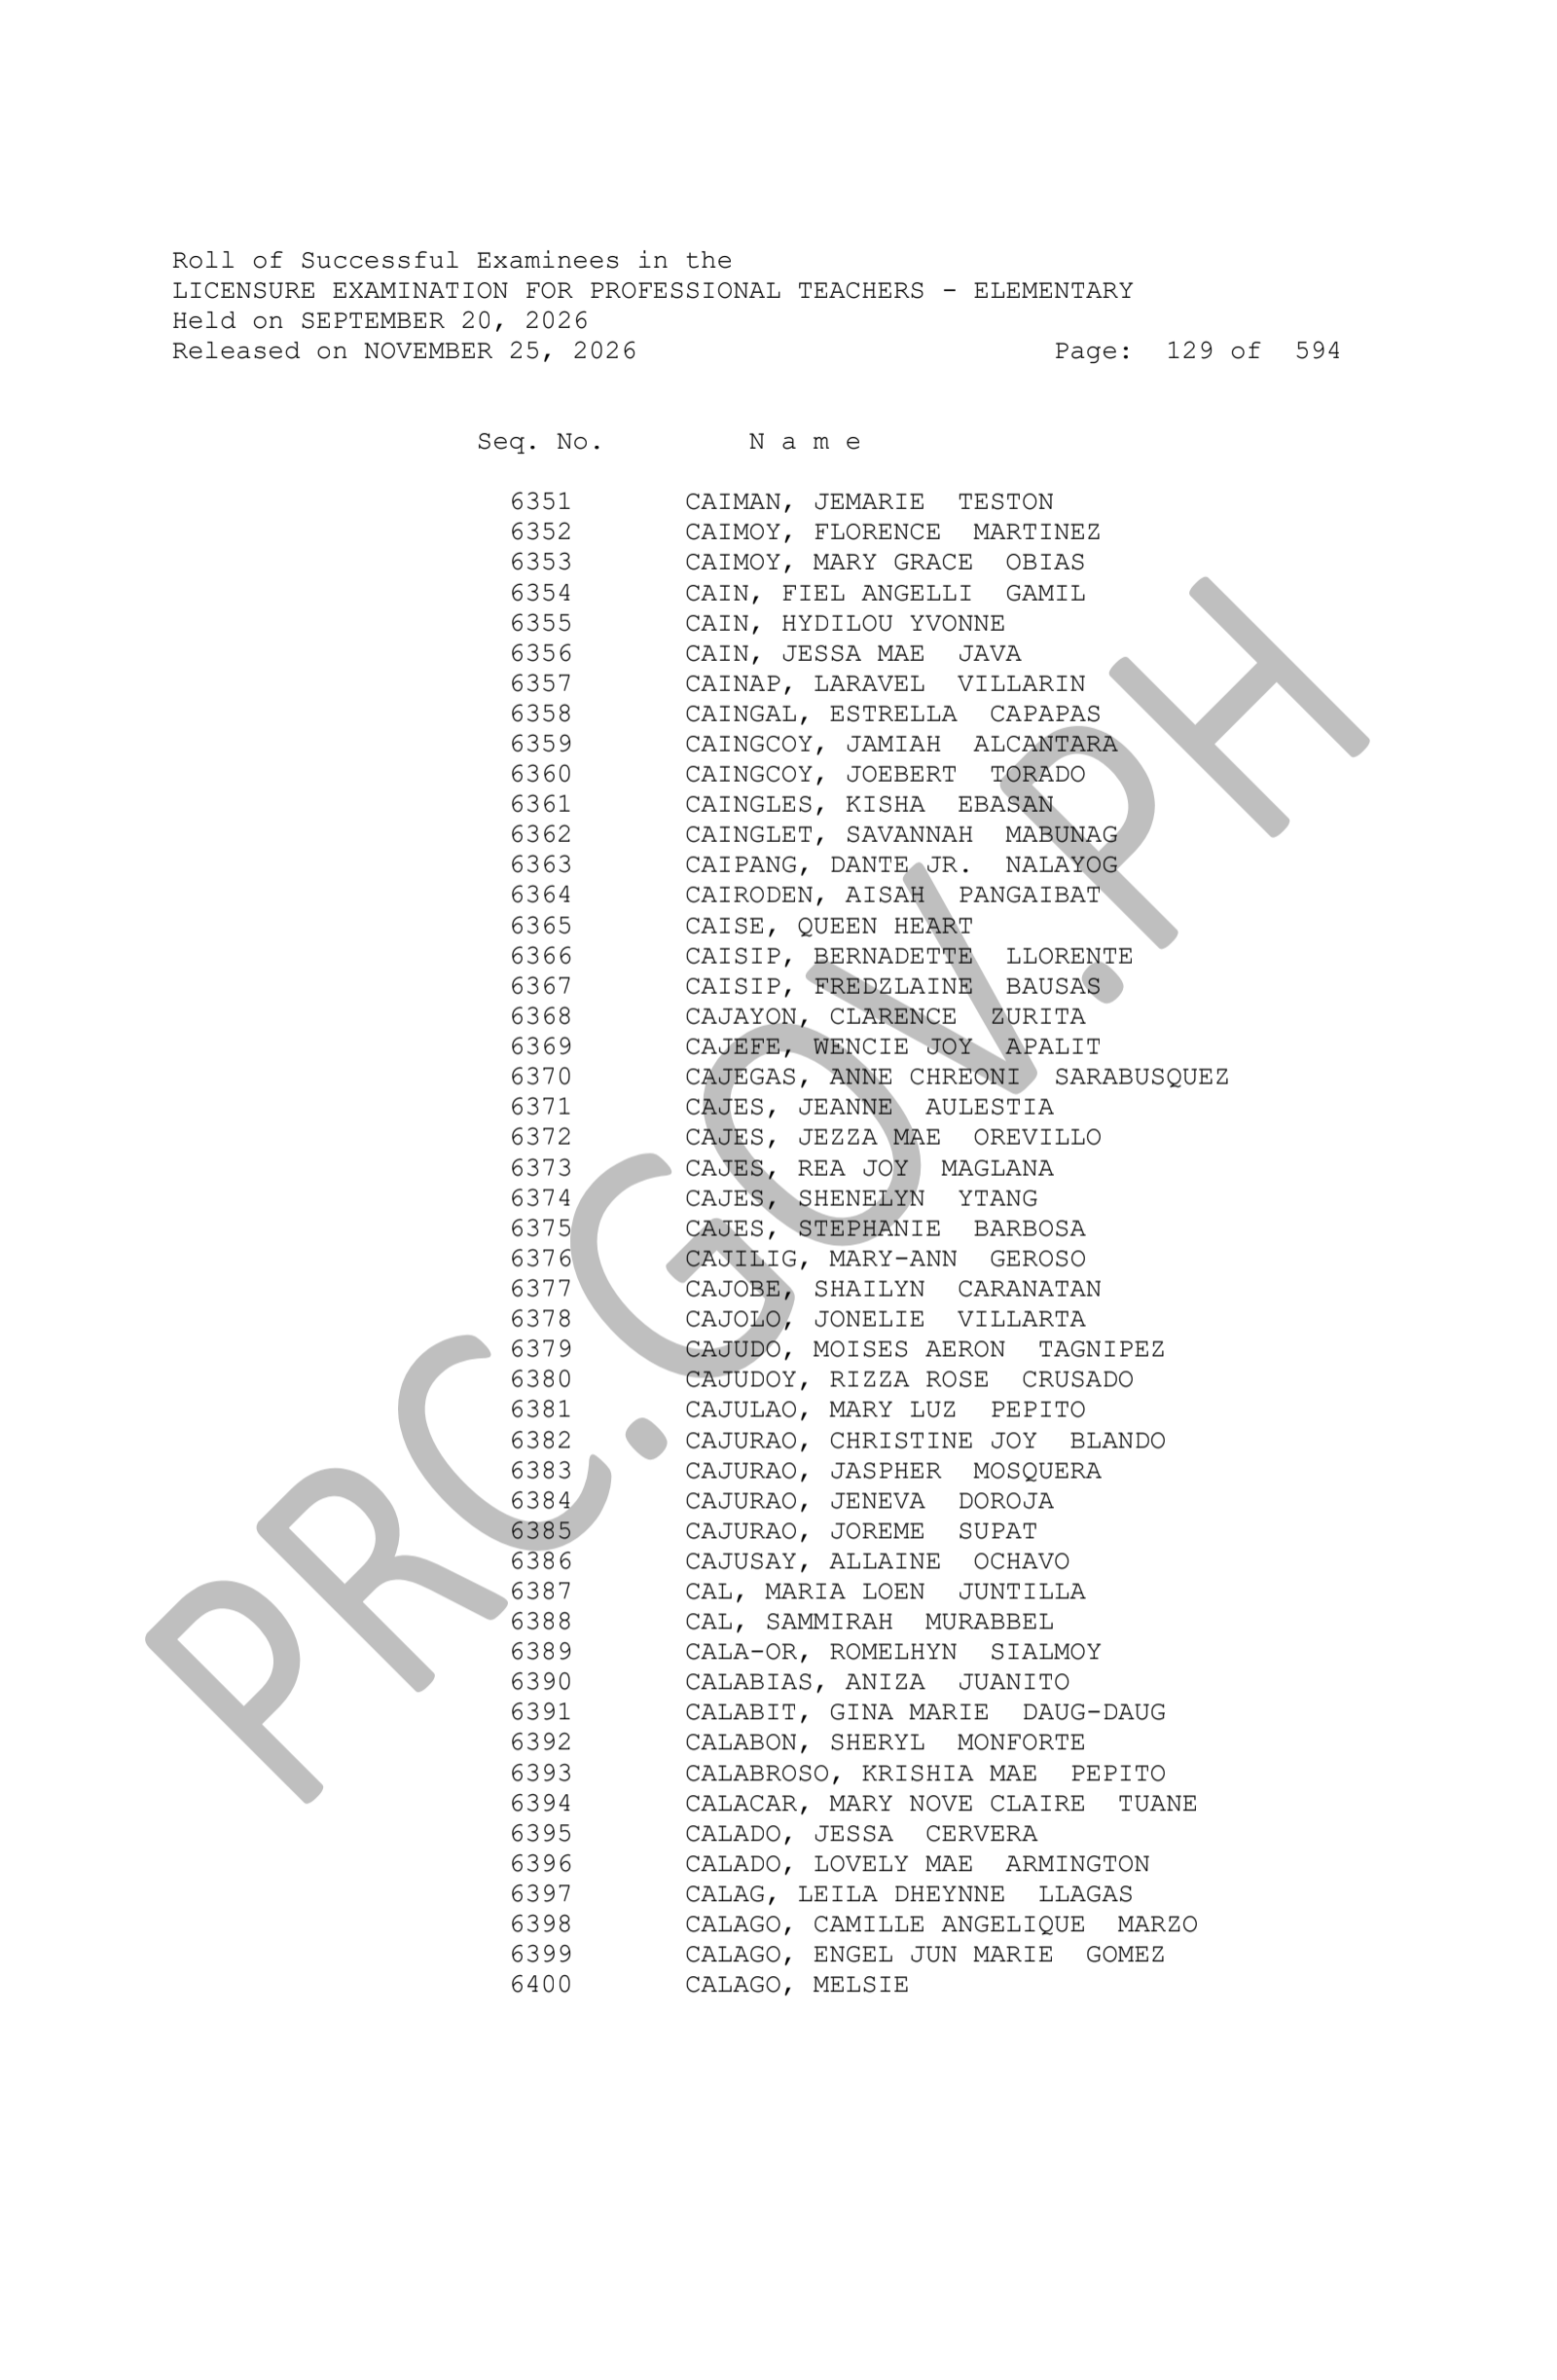 Roll of Successful Examinees in the
LICENSURE EXAMINATION FOR PROFESSIONAL TEACHERS - ELEMENTARY
Held on SEPTEMBER 20, 2026
Released on NOVEMBER 25, 2026 Page: 129 of 594
Seq. No. N a m e
6351 CAIMAN, JEMARIE TESTON
6352 CAIMOY, FLORENCE MARTINEZ
6353 CAIMOY, MARY GRACE OBIAS
6354 CAIN, FIEL ANGELLI GAMIL
6355 CAIN, HYDILOU YVONNE
6356 CAIN, JESSA MAE JAVA
6357 CAINAP, LARAVEL VILLARIN
6358 CAINGAL, ESTRELLA CAPAPAS
6359 CAINGCOY, JAMIAH ALCANTARA
6360 CAINGCOY, JOEBERT TORADO
6361 CAINGLES, KISHA EBASAN
6362 CAINGLET, SAVANNAH MABUNAG
6363 CAIPANG, DANTE JR. NALAYOG
6364 CAIRODEN, AISAH PANGAIBAT
6365 CAISE, QUEEN HEART
6366 CAISIP, BERNADETTE LLORENTE
6367 CAISIP, FREDZLAINE BAUSAS
6368 CAJAYON, CLARENCE ZURITA
6369 CAJEFE, WENCIE JOY APALIT
6370 CAJEGAS, ANNE CHREONI SARABUSQUEZ
6371 CAJES, JEANNE AULESTIA
6372 CAJES, JEZZA MAE OREVILLO
6373 CAJES, REA JOY MAGLANA
6374 CAJES, SHENELYN YTANG
6375 CAJES, STEPHANIE BARBOSA
6376 CAJILIG, MARY-ANN GEROSO
6377 CAJOBE, SHAILYN CARANATAN
6378 CAJOLO, JONELIE VILLARTA
6379 CAJUDO, MOISES AERON TAGNIPEZ
6380 CAJUDOY, RIZZA ROSE CRUSADO
6381 CAJULAO, MARY LUZ PEPITO
6382 CAJURAO, CHRISTINE JOY BLANDO
6383 CAJURAO, JASPHER MOSQUERA
6384 CAJURAO, JENEVA DOROJA
6385 CAJURAO, JOREME SUPAT
6386 CAJUSAY, ALLAINE OCHAVO
6387 CAL, MARIA LOEN JUNTILLA
6388 CAL, SAMMIRAH MURABBEL
6389 CALA-OR, ROMELHYN SIALMOY
6390 CALABIAS, ANIZA JUANITO
6391 CALABIT, GINA MARIE DAUG-DAUG
6392 CALABON, SHERYL MONFORTE
6393 CALABROSO, KRISHIA MAE PEPITO
6394 CALACAR, MARY NOVE CLAIRE TUANE
6395 CALADO, JESSA CERVERA
6396 CALADO, LOVELY MAE ARMINGTON
6397 CALAG, LEILA DHEYNNE LLAGAS
6398 CALAGO, CAMILLE ANGELIQUE MARZO
6399 CALAGO, ENGEL JUN MARIE GOMEZ
6400 CALAGO, MELSIE
PRC.GOV.PH